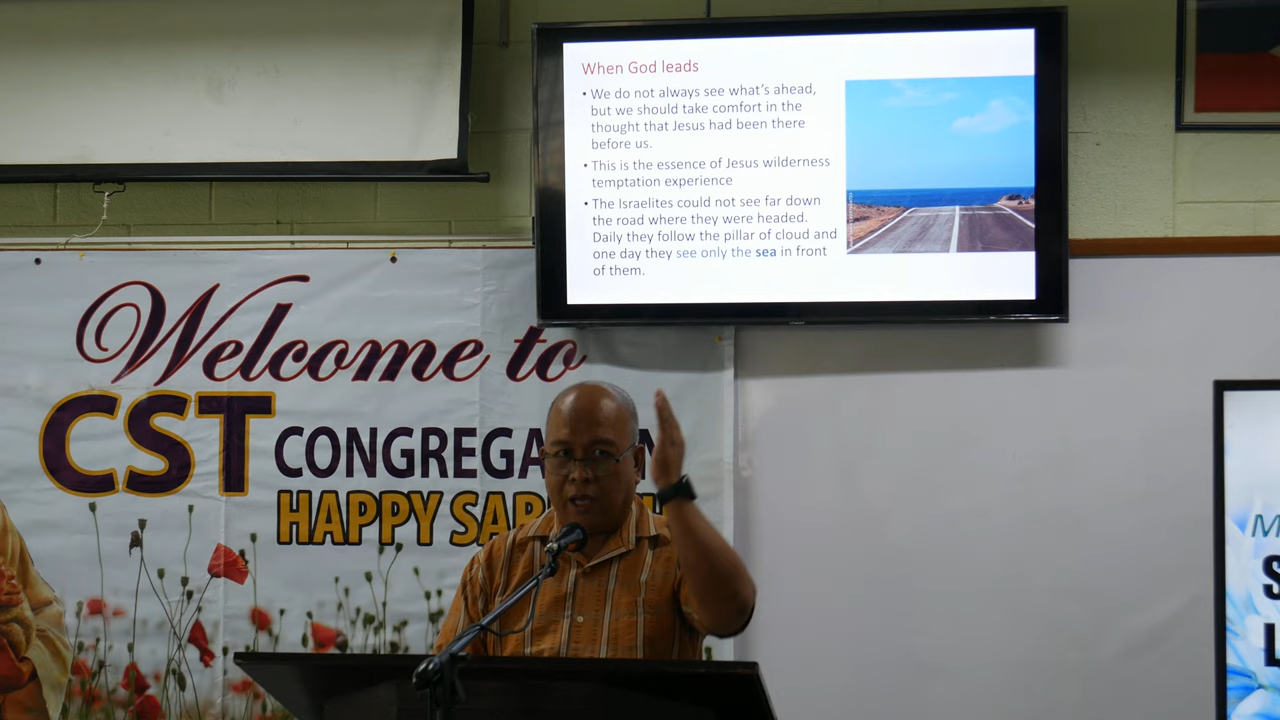 When God leads
• We do not always see what's ahead,
but we should take comfort in the
thought that Jesus had been there
before us.
• This is the essence of Jesus wilderness
temptation experience
• The Israelites could not see far down
the road where they were headed.
Daily they follow the pillar of cloud and
one day they see only the sea in front
of them.
Welcome to
CST
HAPPY